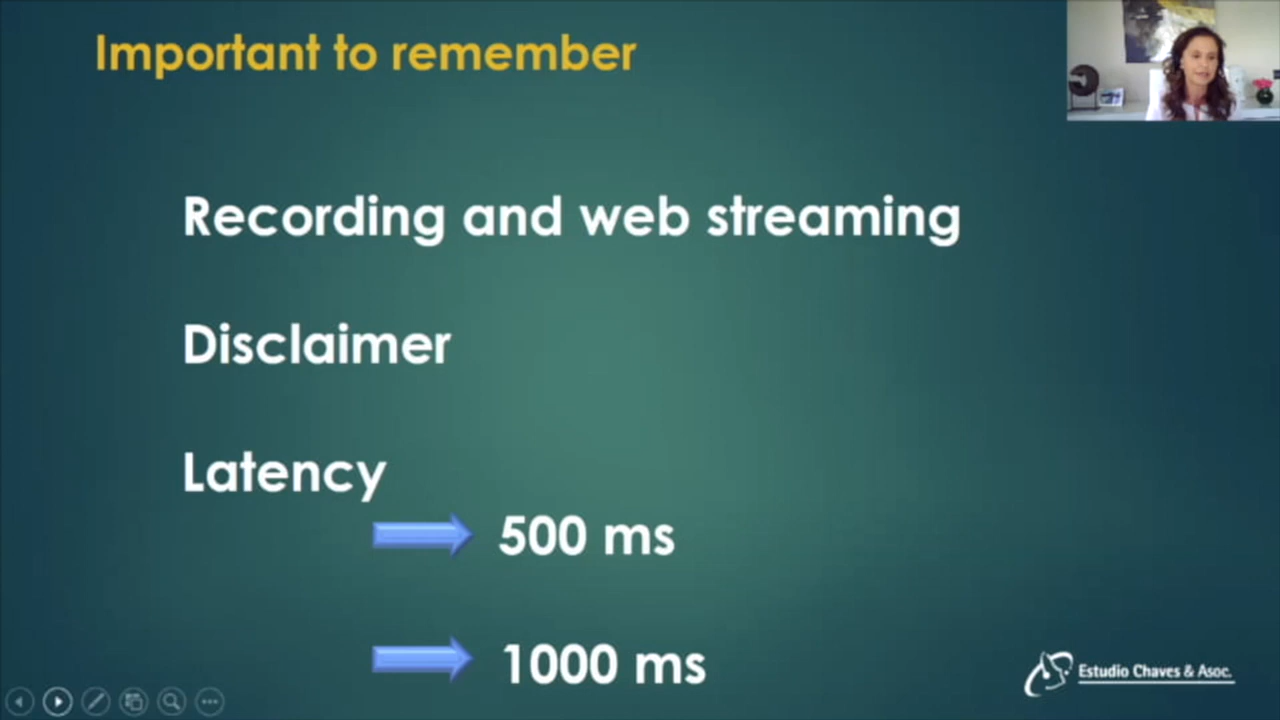 Important to remember
Recording and web streaming
Disclaimer
Latency
500 ms
1000 ms
Estudio Chaves & Asoc.